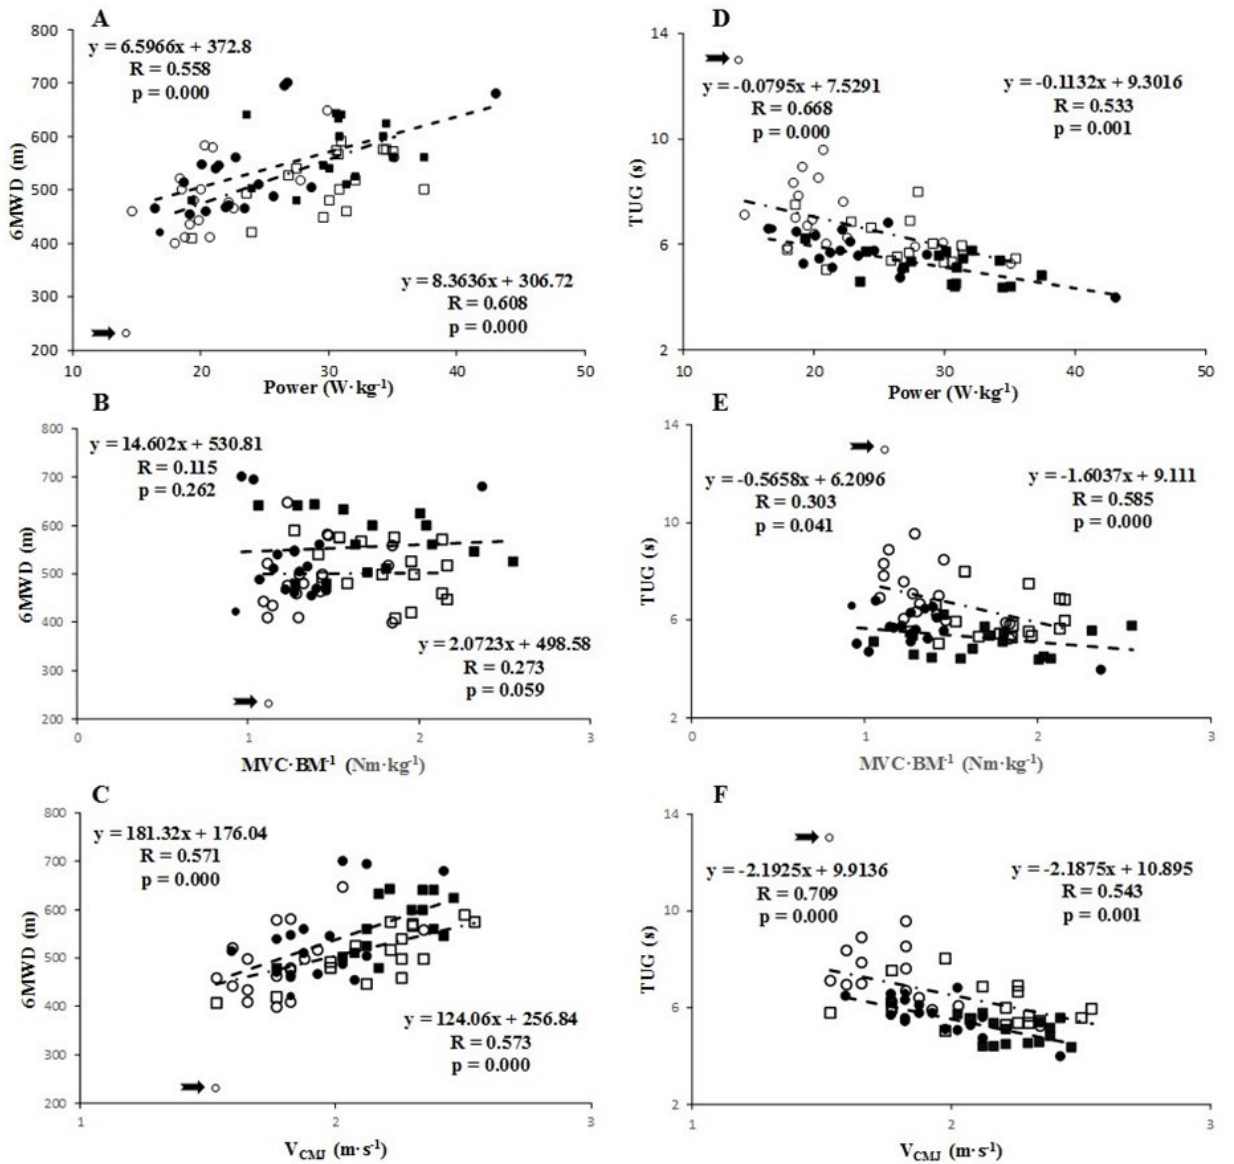 A
y = 6.5966x + 372.8
R = 0.558
p = 0.000
8.3636x + 306.72
R = 0.608
p = 0.000
6MWD (m)
800
700
600
500
400
300
200
10
20
30
40
50
Power (W·kg-1)
D
y = -0.0795x + 7.5291
R = 0.668
p = 0.000
y = -0.1132x + 9.3016
R = 0.533
p = 0.001
TUG (s)
14
10
6
2
10
20
30
40
50
Power (W·kg-1)
B
y = 14.602x + 530.81
R = 0.115
p = 0.262
y = 2.0723x + 498.58
R = 0.273
p = 0.059
6MWD (m)
800
700
600
500
400
300
200
0
1
2
3
MVC·BM-1 (Nm·kg-1)
E
y = -0.5658x + 6.2096
R = 0.303
p = 0.041
y = -1.6037x + 9.111
R = 0.585
p = 0.000
TUG (s)
14
10
6
2
0
1
2
3
MVC·BM-1 (Nm·kg-1)
C
y = 181.32x + 176.04
R = 0.571
p = 0.000
y = 124.06x + 256.84
R = 0.573
p = 0.000
6MWD (m)
800
700
600
500
400
300
200
1
2
3
VCMJ (m·s-1)
F
y = -2.1925x + 9.9136
R = 0.709
p = 0.000
y = -2.1875x + 10.895
R = 0.543
p = 0.001
TUG (s)
14
10
6
2
1
2
3
VCMJ (m·s-1)